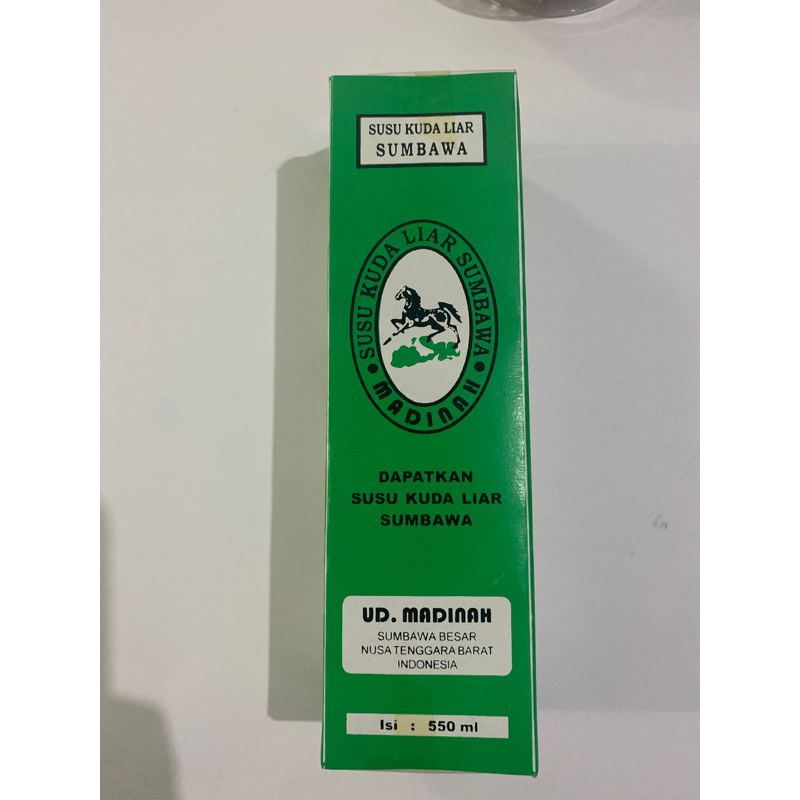 SUSU KUDA LIAR
SUMBAWA
SUSU KUDA LIAR SUMBAWA
MADINAH
DAPATKAN
SUSU KUDA LIAR
SUMBAWA
UD. MADINAH
SUMBAWA BESAR
NUSA TENGGARA BARAT
INDONESIA
Isi : 550 ml